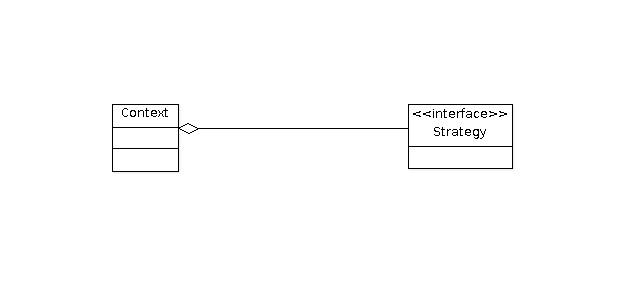 Context
<<interface>>
Strategy